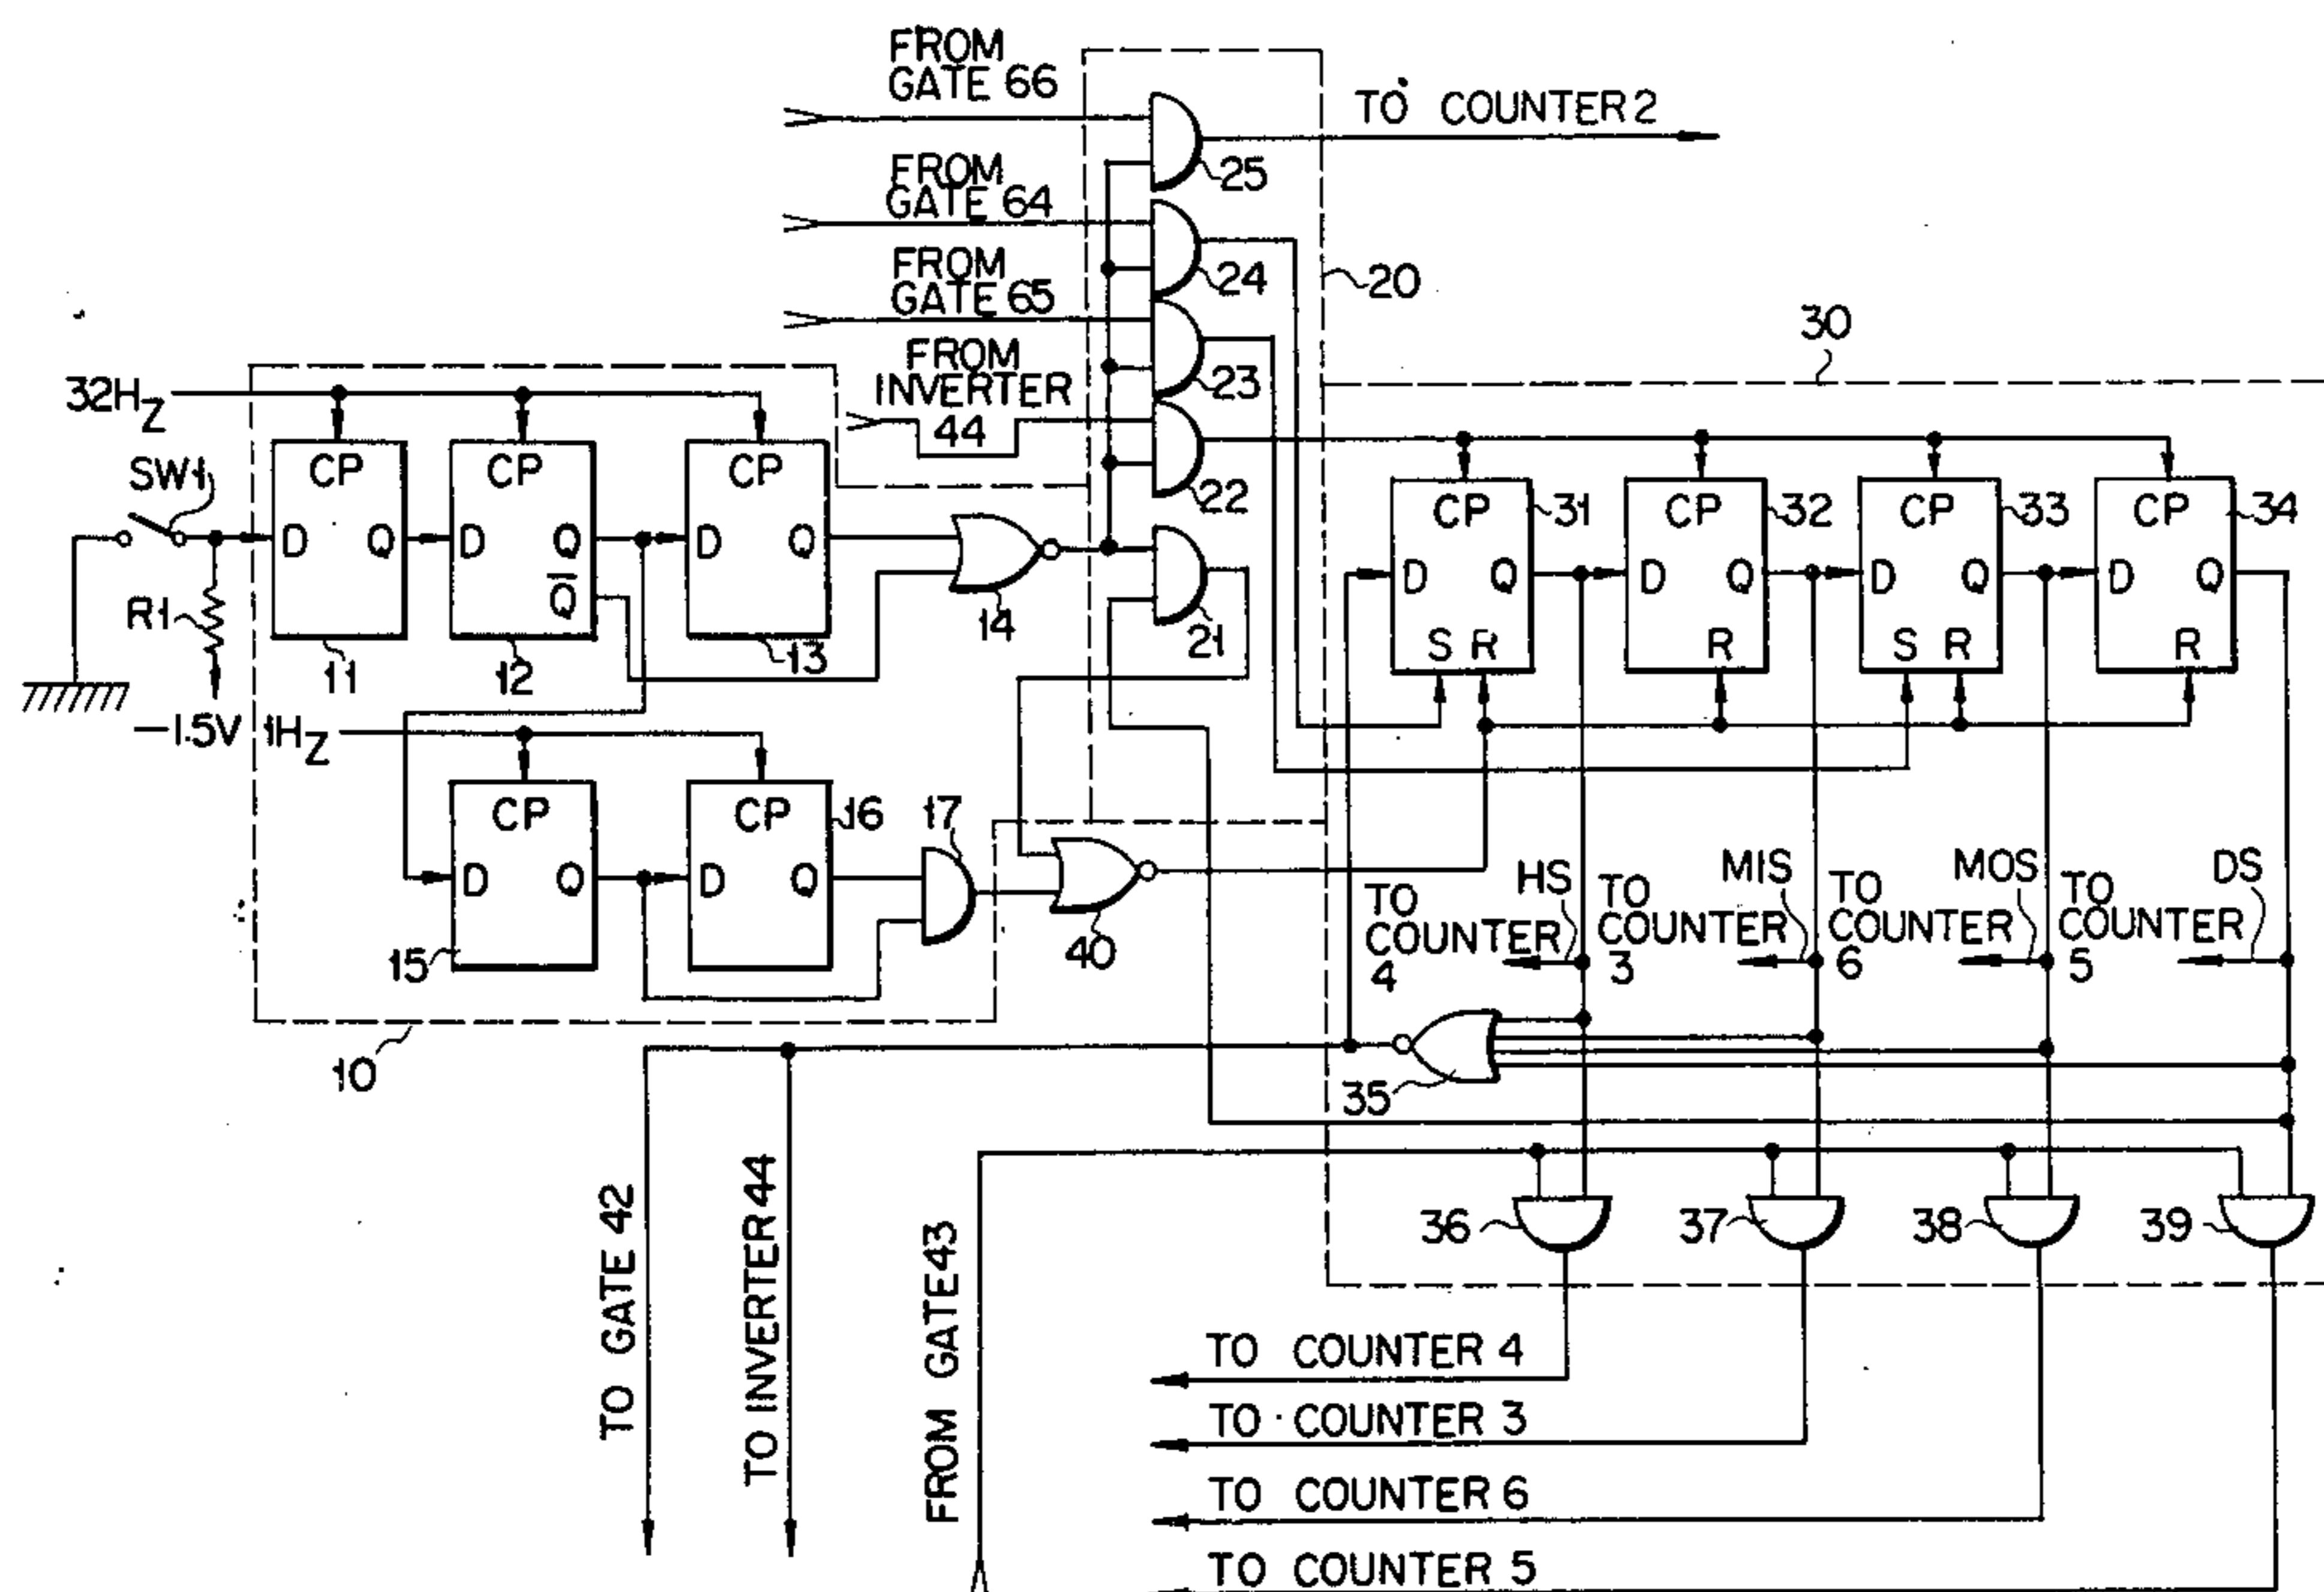 FROM
GATE 66
TO COUNTER 2
25
FROM
GATE 64
24
20
FROM
GATE 65
23
30
FROM
INVERTER
44
22
32HZ
SW1
CP
CP
CP
CP
31
CP
32
CP
33
CP
34
D
Q
D
Q
D
Q
Q̅
14
21
D
Q
D
Q
D
Q
D
Q
R1
11
12
13
S
R
R
S
R
R
−1.5V
1HZ
CP
CP
16
17
D
Q
D
Q
15
40
TO
COUNTER
4
HS
TO
COUNTER
3
MIS
TO
COUNTER
6
MOS
TO
COUNTER
5
DS
10
35
36
37
38
39
TO GATE 42
TO INVERTER 44
FROM GATE 43
TO COUNTER 4
TO COUNTER 3
TO COUNTER 6
TO COUNTER 5